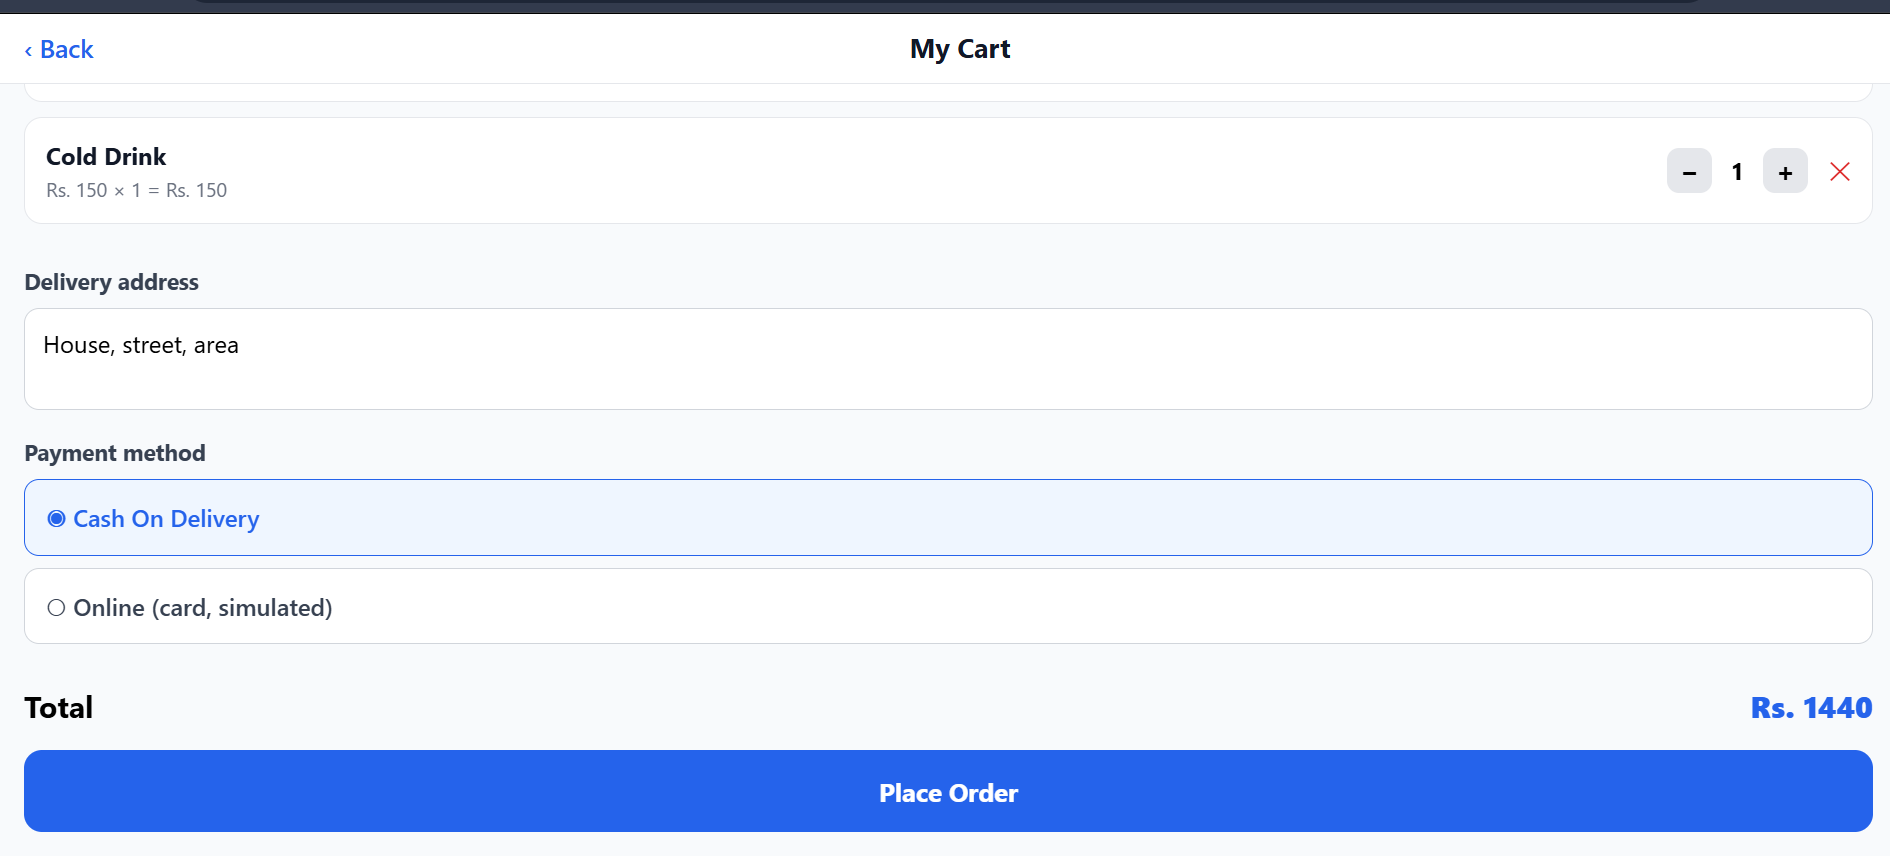 ‹ Back
My Cart
Cold Drink
Rs. 150 × 1 = Rs. 150
− 1 +
Delivery address
House, street, area
Payment method
Cash On Delivery
Online (card, simulated)
Total
Rs. 1440
Place Order